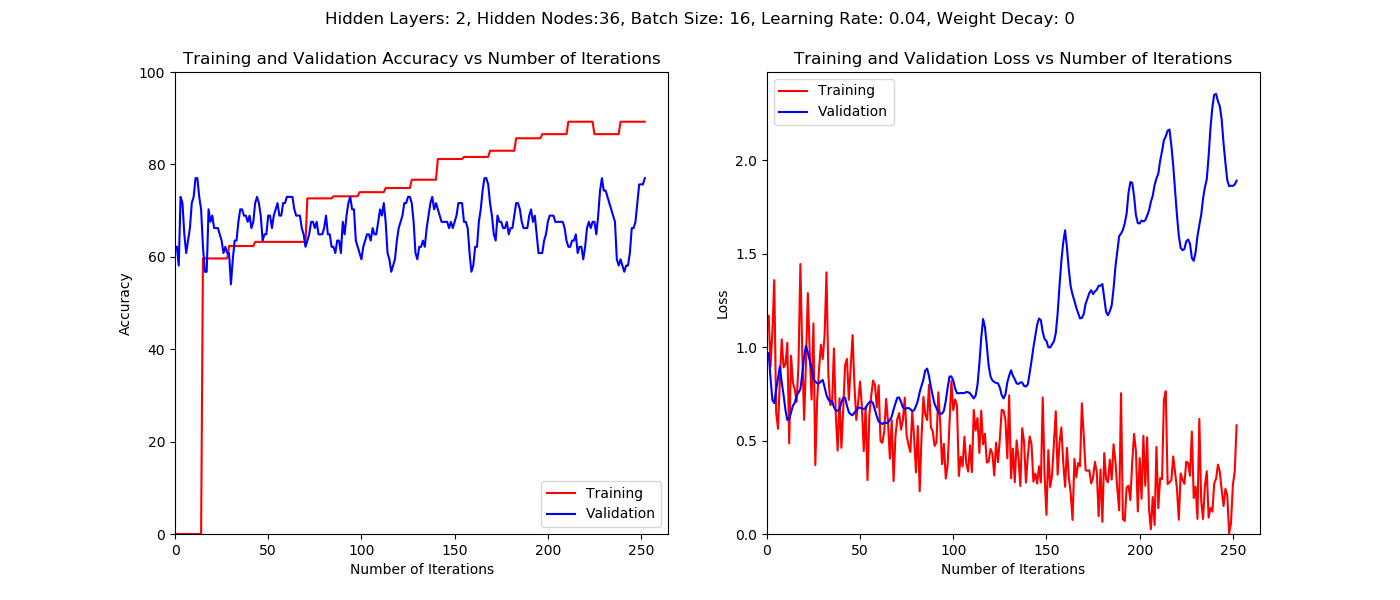 Hidden Layers: 2, Hidden Nodes:36, Batch Size: 16, Learning Rate: 0.04, Weight Decay: 0
Training and Validation Accuracy vs Number of Iterations
100
80
60
40
20
0
Accuracy
0 50 100 150 200 250
Number of Iterations
Training
Validation
Training and Validation Loss vs Number of Iterations
Training
Validation
2.0
1.5
1.0
0.5
0.0
Loss
0 50 100 150 200 250
Number of Iterations